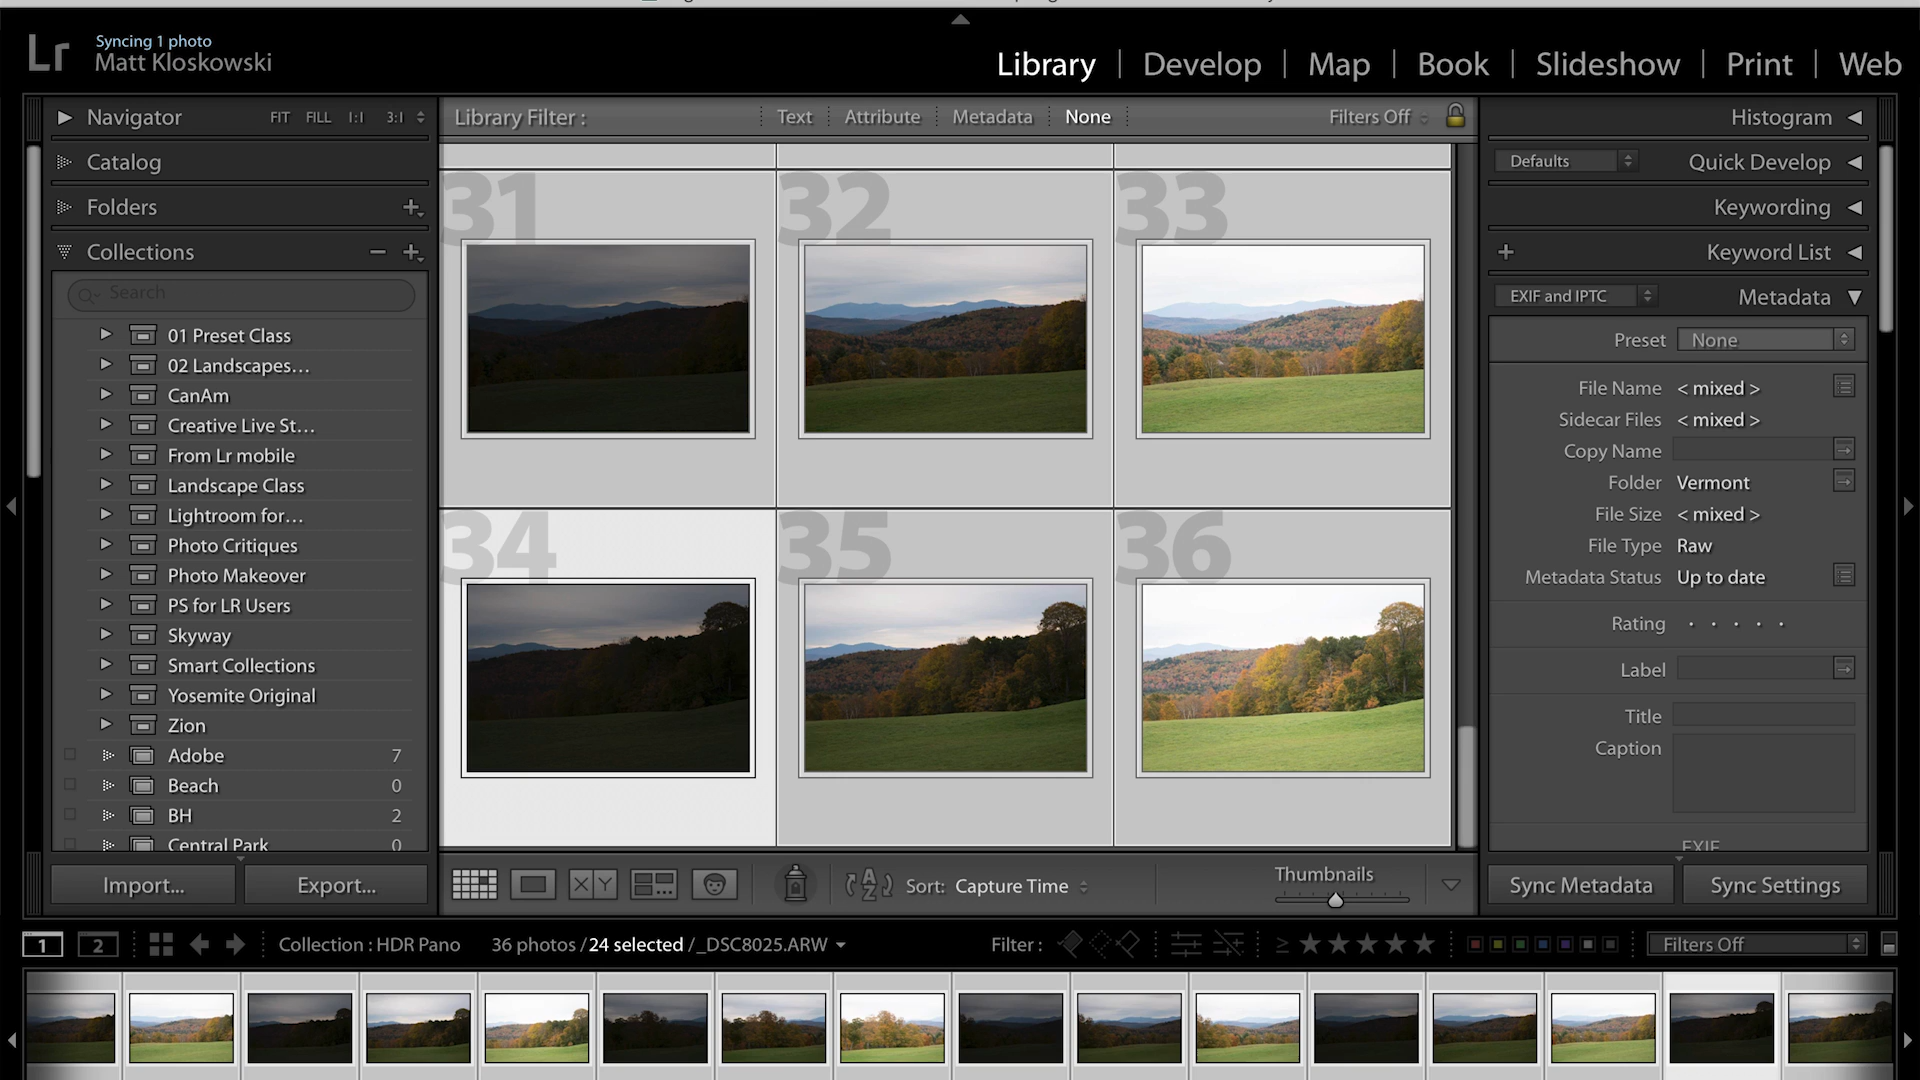 Lr
Syncing 1 photo
Matt Kloskowski
Library | Develop | Map | Book | Slideshow | Print | Web
Navigator FIT FILL 1:1 3:1
Catalog
Folders
Collections
Search
01 Preset Class
02 Landscapes...
CanAm
Creative Live St...
From Lr mobile
Landscape Class
Lightroom for...
Photo Critiques
Photo Makeover
PS for LR Users
Skyway
Smart Collections
Yosemite Original
Zion
Adobe 7
Beach 0
BH 2
Central Park 0
Import... Export...
Library Filter : Text Attribute Metadata None Filters Off
31 32 33
34 35 36
XY AZ Sort: Capture Time Thumbnails
Histogram
Defaults Quick Develop
Keywording
Keyword List
EXIF and IPTC Metadata
Preset None
File Name < mixed >
Sidecar Files < mixed >
Copy Name
Folder Vermont
File Size < mixed >
File Type Raw
Metadata Status Up to date
Rating
Label
Title
Caption
EXIF
Sync Metadata Sync Settings
1 2 Collection : HDR Pano 36 photos / 24 selected / _DSC8025.ARW Filter : ≥ Filters Off